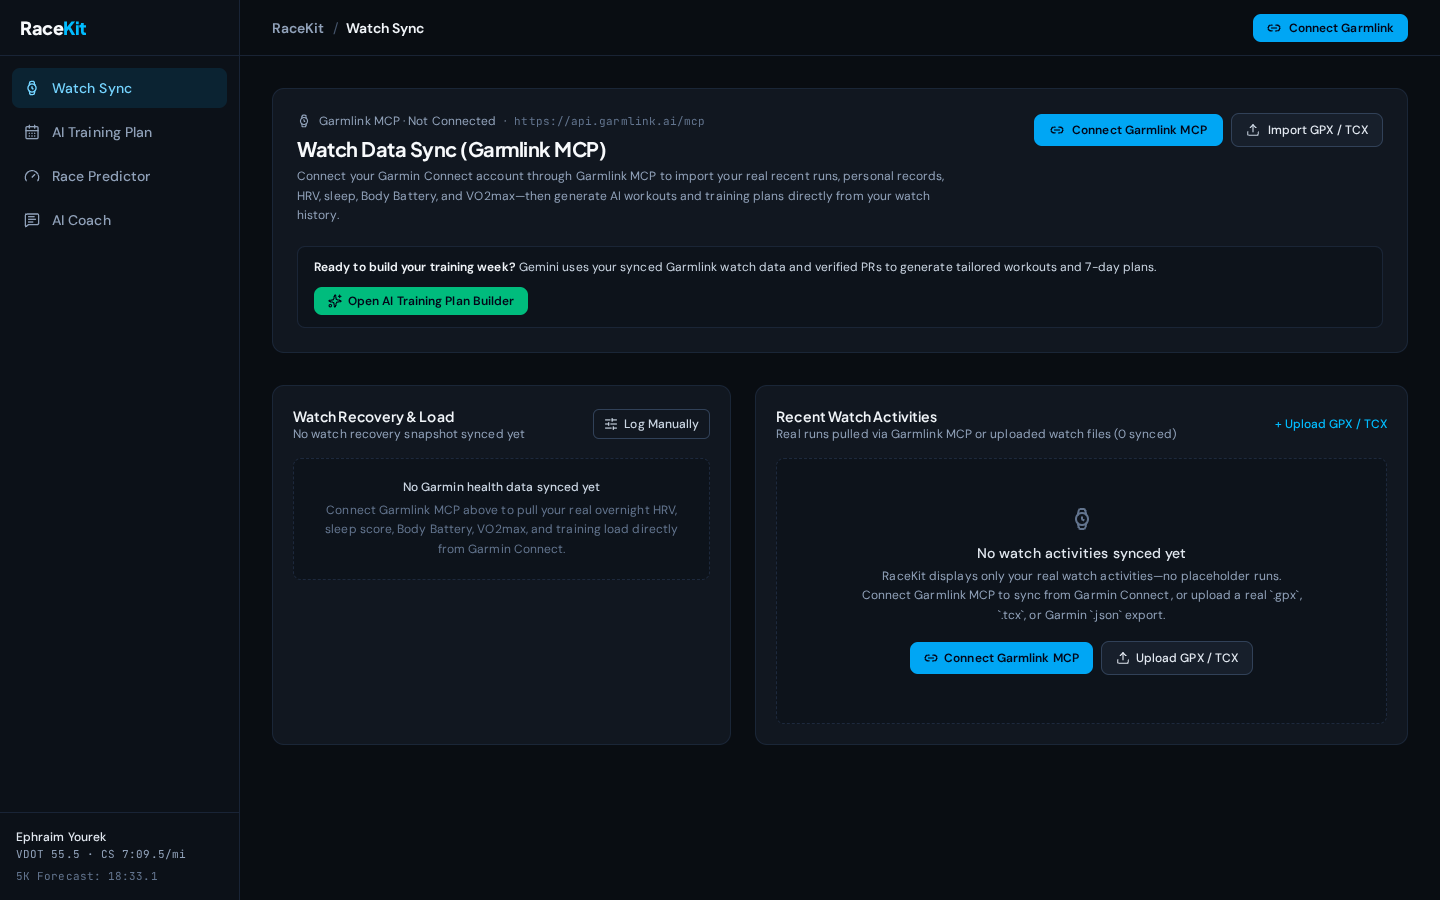 RaceKit
RaceKit / Watch Sync
Connect Garmlink
Watch Sync
AI Training Plan
Race Predictor
AI Coach
Garmlink MCP · Not Connected · https://api.garmlink.ai/mcp
Watch Data Sync (Garmlink MCP)
Connect your Garmin Connect account through Garmlink MCP to import your real recent runs, personal records,
HRV, sleep, Body Battery, and VO2max—then generate AI workouts and training plans directly from your watch
history.
Connect Garmlink MCP
Import GPX / TCX
Ready to build your training week? Gemini uses your synced Garmlink watch data and verified PRs to generate tailored workouts and 7-day plans.
Open AI Training Plan Builder
Watch Recovery & Load
No watch recovery snapshot synced yet
Log Manually
No Garmin health data synced yet
Connect Garmlink MCP above to pull your real overnight HRV,
sleep score, Body Battery, VO2max, and training load directly
from Garmin Connect.
Recent Watch Activities
Real runs pulled via Garmlink MCP or uploaded watch files (0 synced)
+ Upload GPX / TCX
No watch activities synced yet
RaceKit displays only your real watch activities—no placeholder runs.
Connect Garmlink MCP to sync from Garmin Connect, or upload a real `.gpx`,
`.tcx`, or Garmin `.json` export.
Connect Garmlink MCP
Upload GPX / TCX
Ephraim Yourek
VDOT 55.5 · CS 7:09.5/mi
5K Forecast: 18:33.1